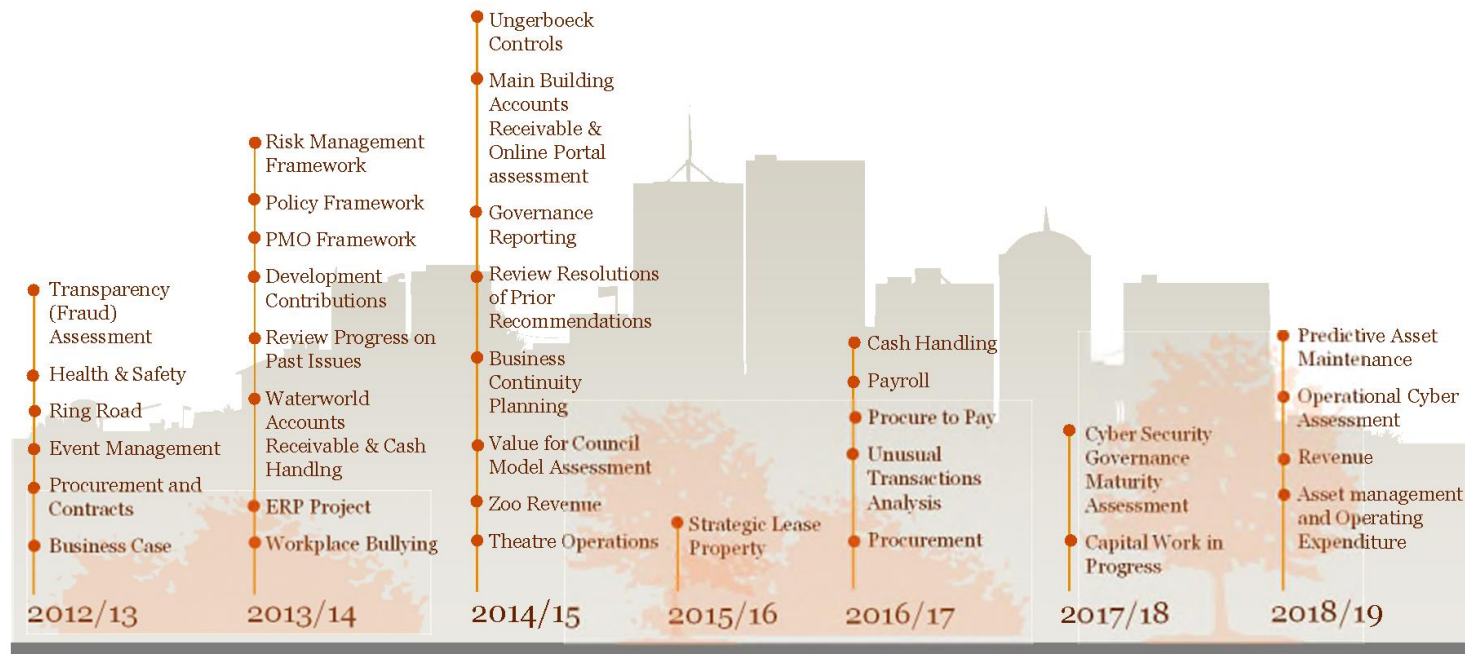 Transparency
(Fraud)
Assessment
Health & Safety
Ring Road
Event Management
Procurement and
Contracts
Business Case
2012/13
Risk Management
Framework
Policy Framework
PMO Framework
Development
Contributions
Review Progress on
Past Issues
Waterworld
Accounts
Receivable & Cash
Handlng
ERP Project
Workplace Bullying
2013/14
Ungerboeck
Controls
Main Building
Accounts
Receivable &
Online Portal
assessment
Governance
Reporting
Review Resolutions
of Prior
Recommendations
Business
Continuity
Planning
Value for Council
Model Assessment
Zoo Revenue
Theatre Operations
2014/15
Strategic Lease
Property
2015/16
Cash Handling
Payroll
Procure to Pay
Unusual
Transactions
Analysis
Procurement
2016/17
Cyber Security
Governance
Maturity
Assessment
Capital Work in
Progress
2017/18
Predictive Asset
Maintenance
Operational Cyber
Assessment
Revenue
Asset management
and Operating
Expenditure
2018/19